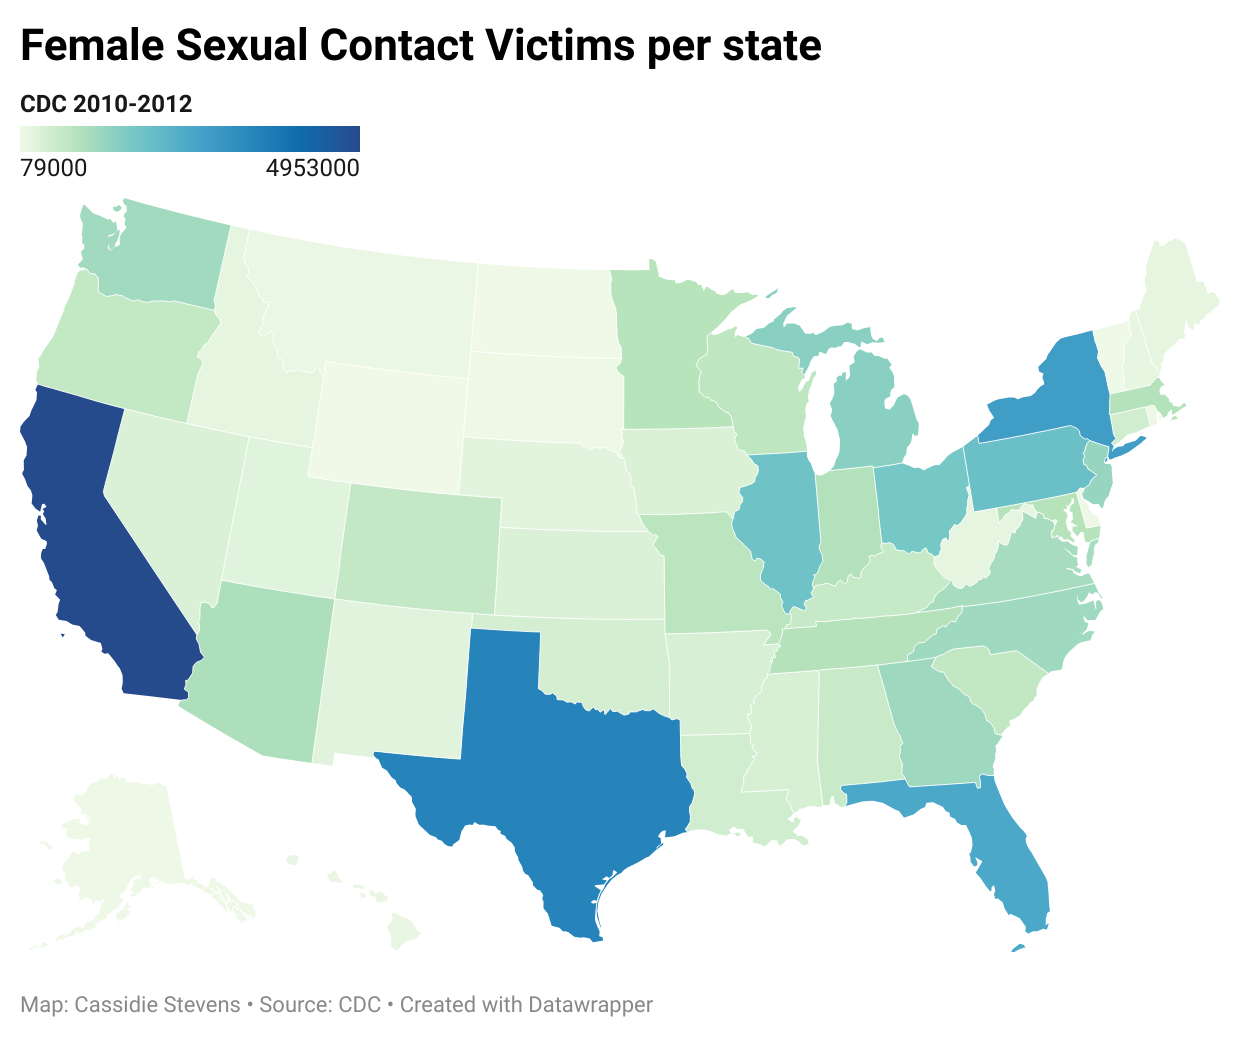 Female Sexual Contact Victims per state
CDC 2010-2012
79000 4953000
Map: Cassidie Stevens • Source: CDC • Created with Datawrapper